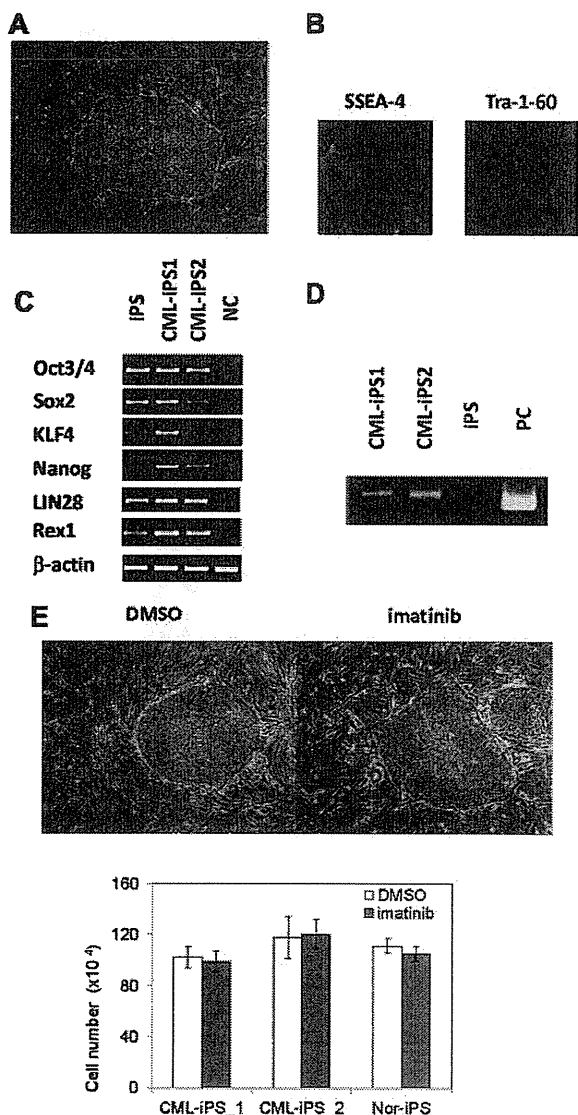 A
B
SSEA-4 Tra-1-60
C
iPS CML-iPS1 CML-iPS2 NC
Oct3/4
Sox2
KLF4
Nanog
LIN28
Rex1
β-actin
D
CML-iPS1 CML-iPS2 iPS PC
E
DMSO imatinib
Cell number (x10⁻⁴)
160
120
80
40
0
DMSO
imatinib
CML-iPS_1 CML-iPS_2 Nor-iPS